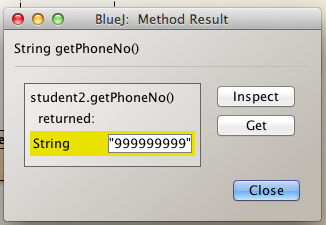 BlueJ: Method Result
String getPhoneNo()
student2.getPhoneNo()
returned:
String "999999999"
Inspect
Get
Close